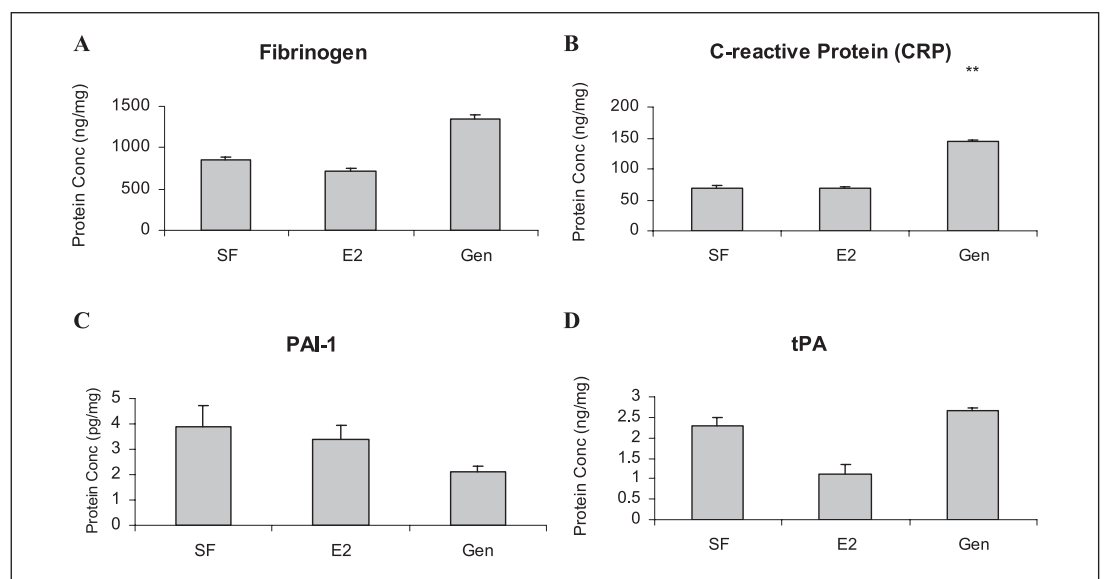 A
Fibrinogen
Protein Conc (ng/mg)
1500
1000
500
0
SF E2 Gen
B
C-reactive Protein (CRP)
**
Protein Conc (ng/mg)
200
150
100
50
0
SF E2 Gen
C
PAI-1
Protein Conc (pg/mg)
5
4
3
2
1
0
SF E2 Gen
D
tPA
Protein Conc (ng/mg)
3
2.5
2
1.5
1
0.5
0
SF E2 Gen